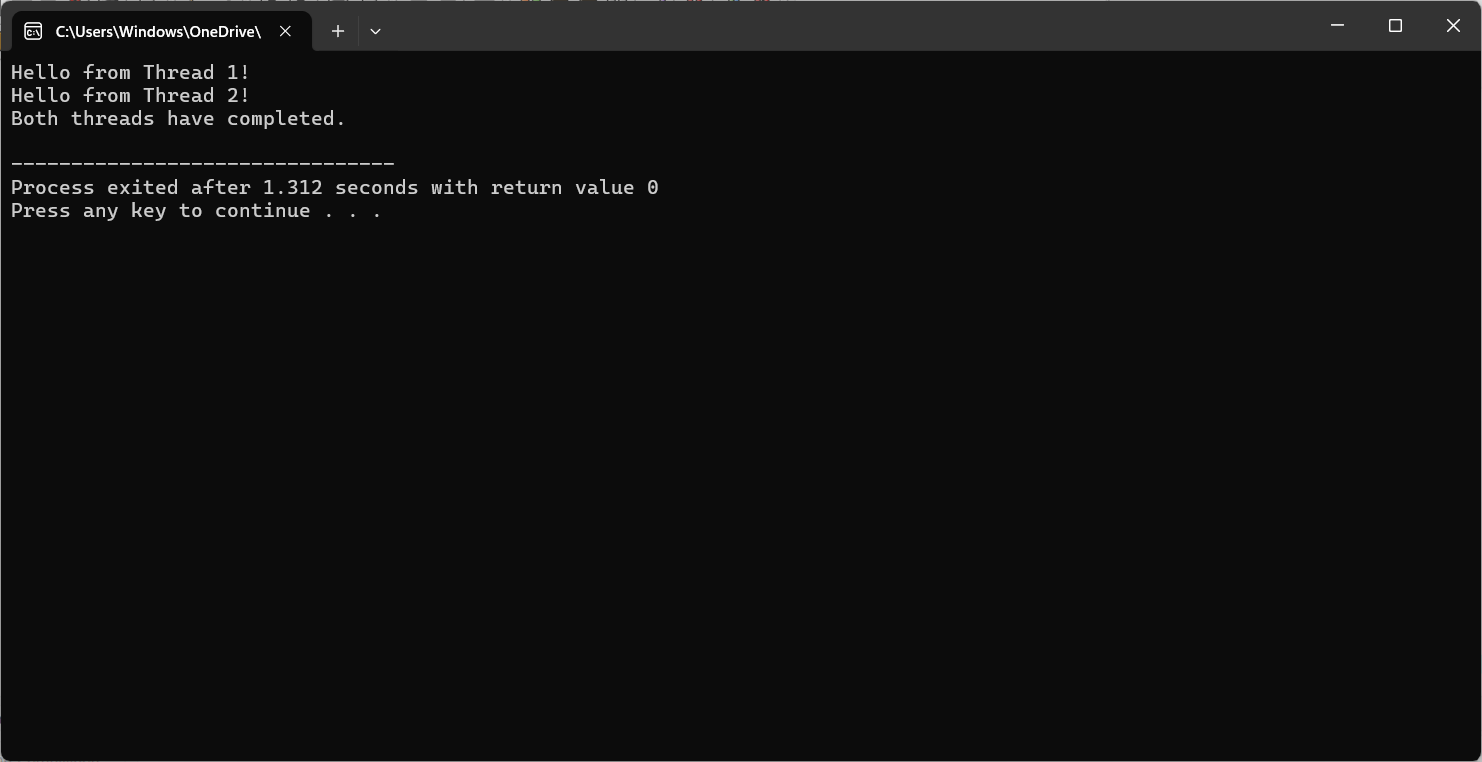 C:\Users\Windows\OneDrive\
Hello from Thread 1!
Hello from Thread 2!
Both threads have completed.
--------------------------------
Process exited after 1.312 seconds with return value 0
Press any key to continue . . .